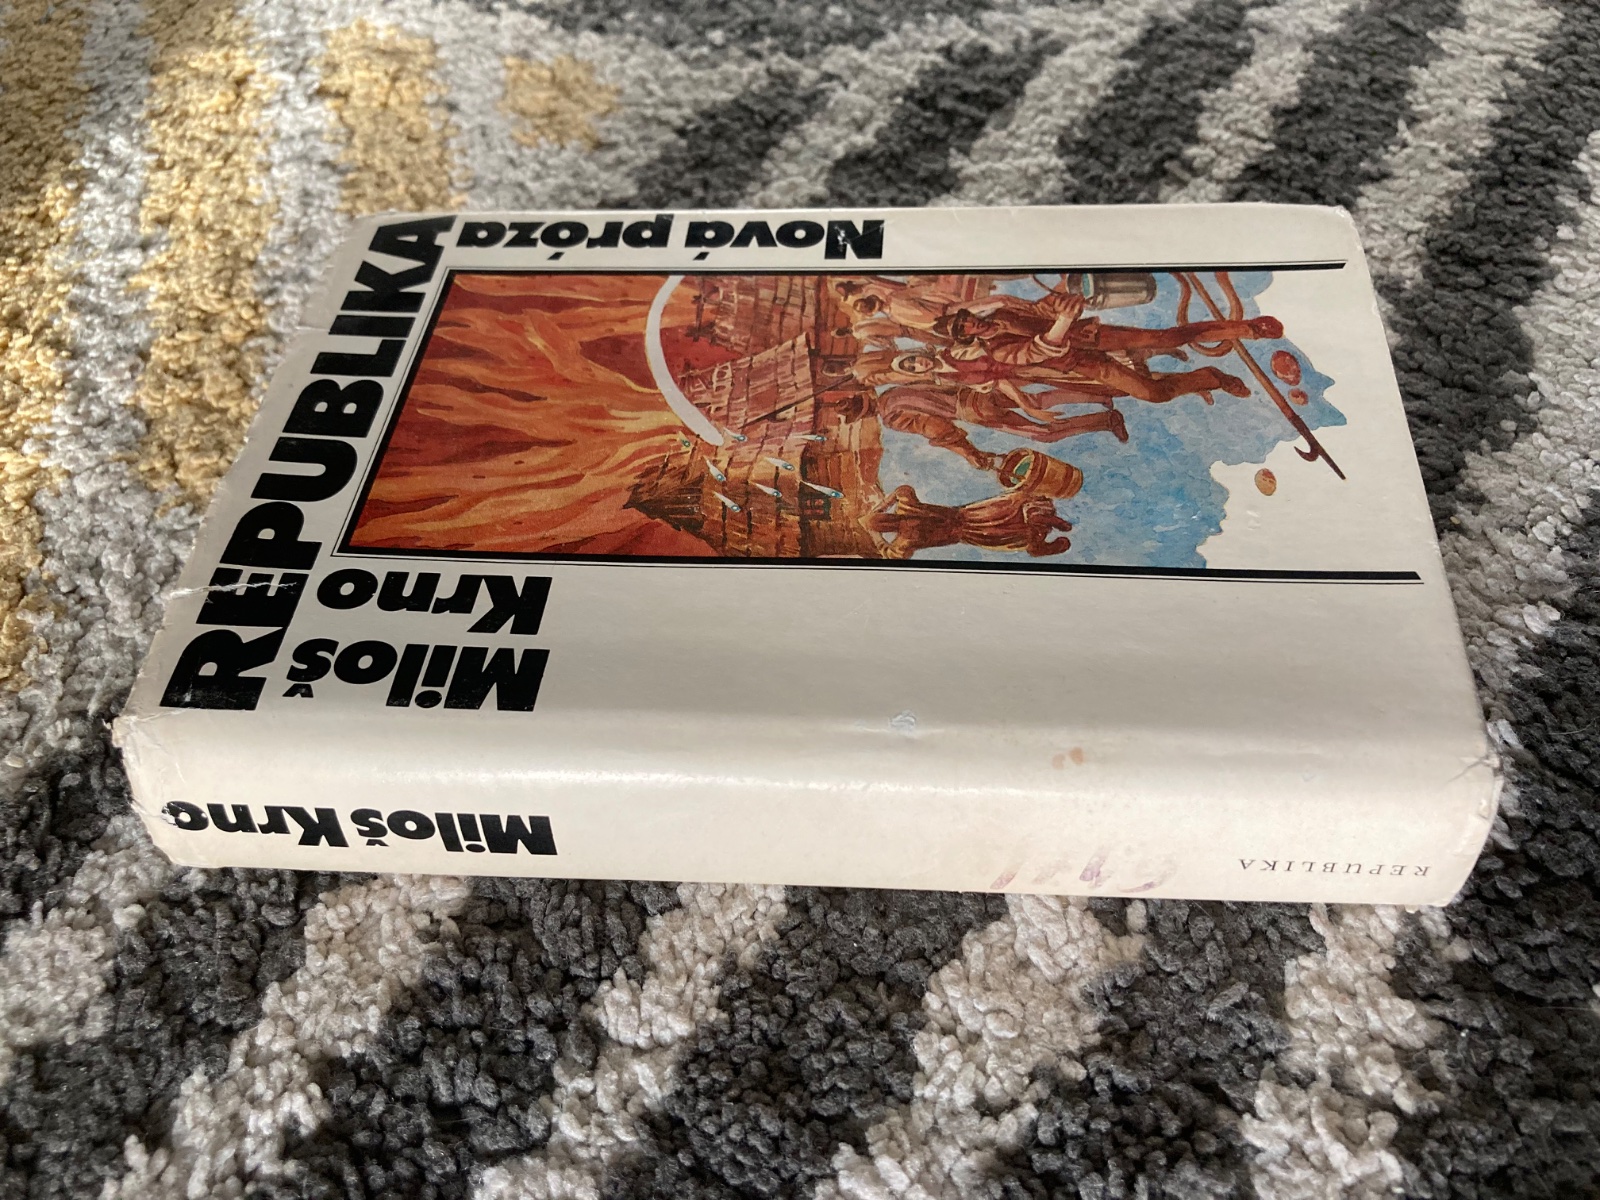 Miloš
Krno
REPUBLIKA
Nová próza
Miloš Krno
REPUBLIKA